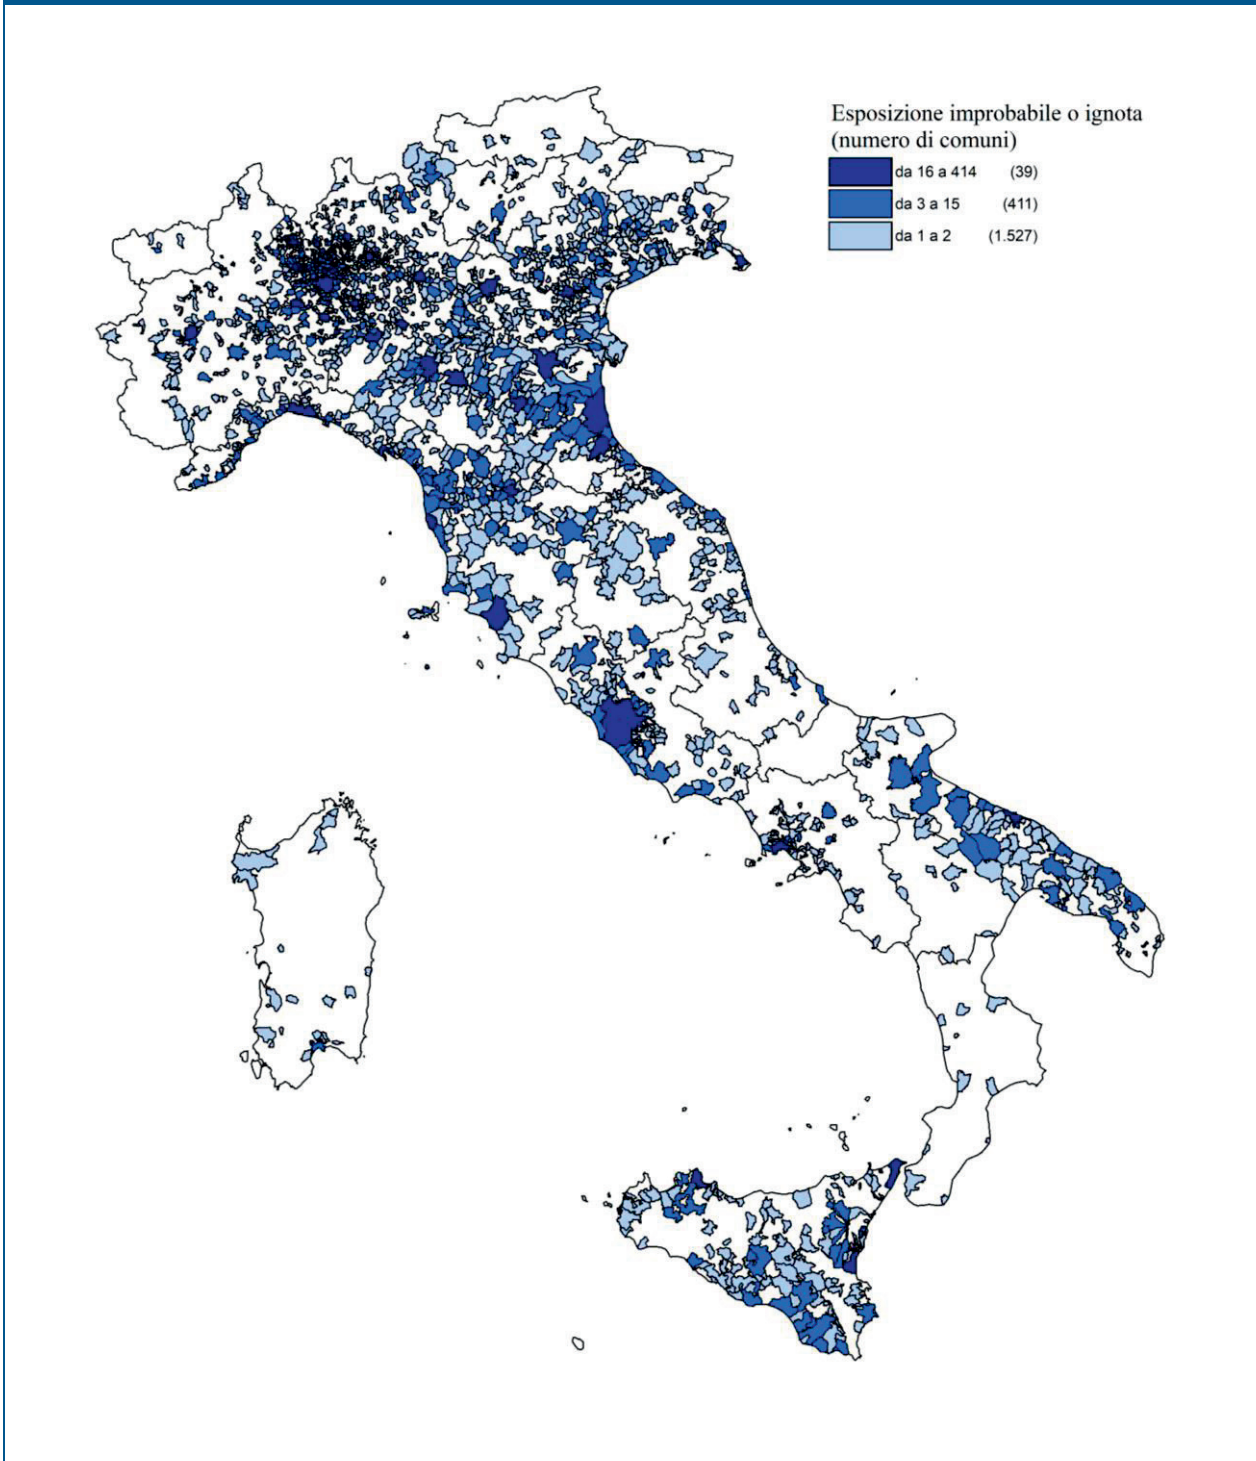 Esposizione improbabile o ignota
(numero di comuni)
da 16 a 414 (39)
da 3 a 15 (411)
da 1 a 2 (1.527)